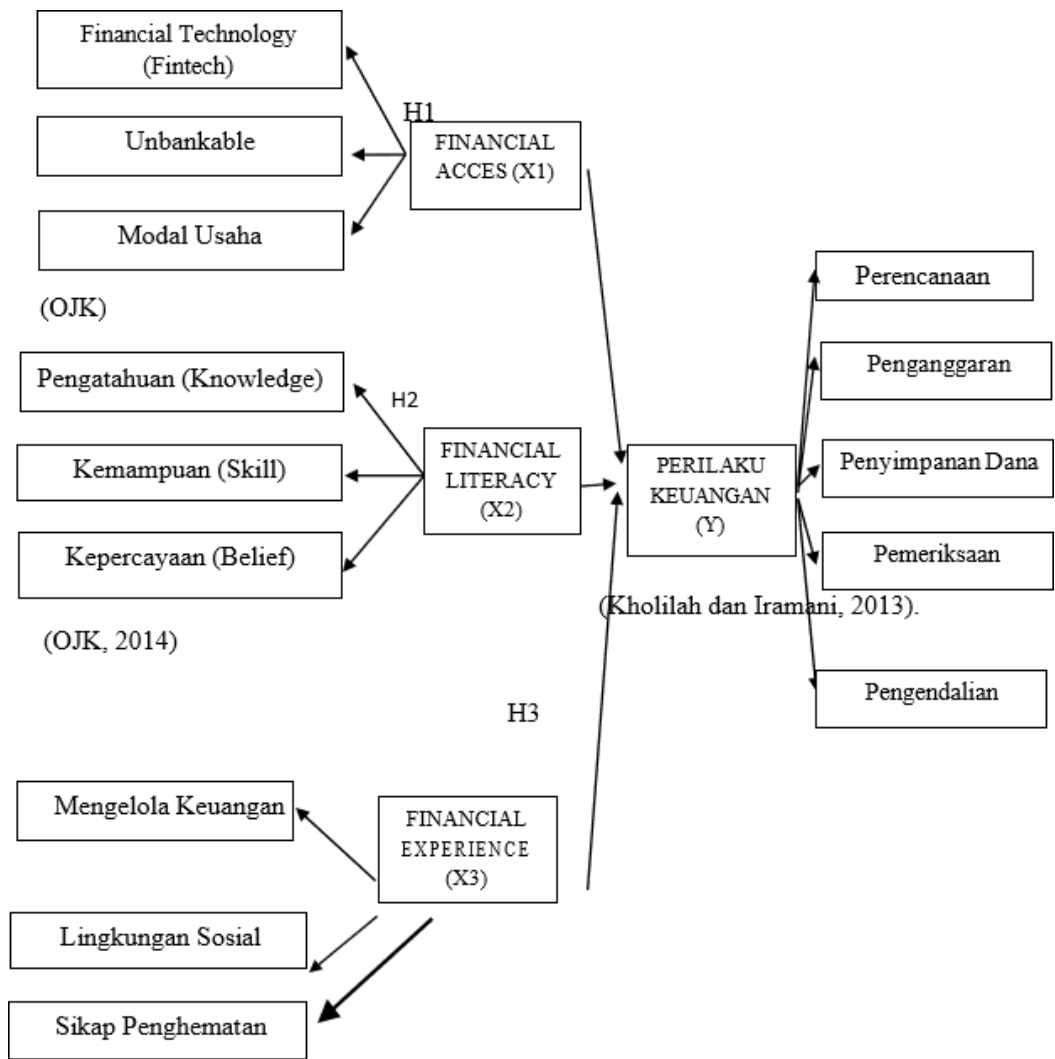 Financial Technology
(Fintech)
H1
Unbankable
FINANCIAL
ACCES (X1)
Modal Usaha
(OJK)
Pengatahuan (Knowledge)
H2
Kemampuan (Skill)
FINANCIAL
LITERACY
(X2)
Kepercayaan (Belief)
(OJK, 2014)
PERILAKU
KEUANGAN
(Y)
(Kholilah dan Iramani, 2013).
Perencanaan
Penganggaran
Penyimpanan Dana
Pemeriksaan
Pengendalian
H3
Mengelola Keuangan
FINANCIAL
EXPERIENCE
(X3)
Lingkungan Sosial
Sikap Penghematan